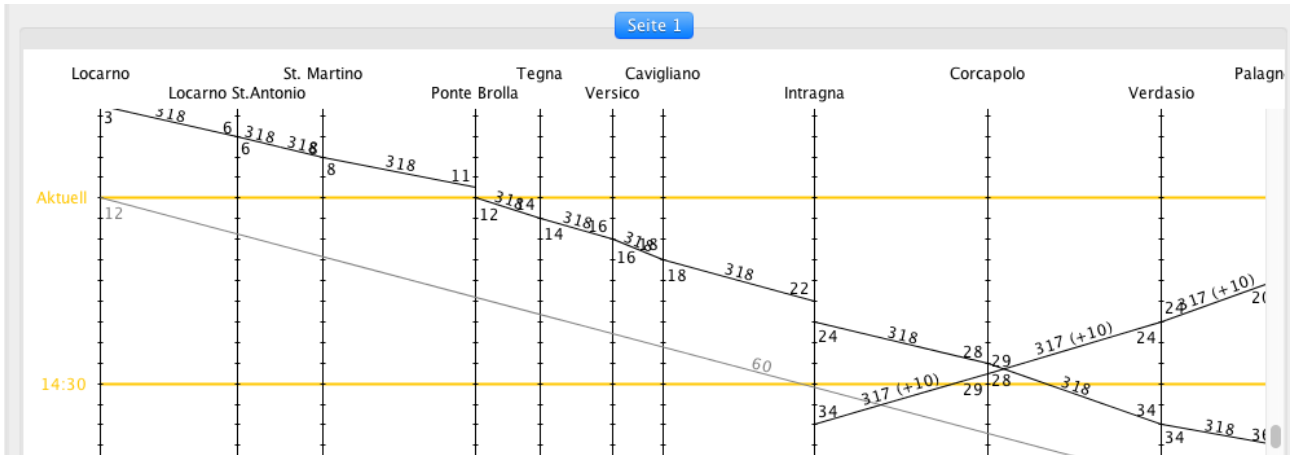 Seite 1
Locarno St. Martino Tegna Cavigliano Corcapolo Palagn
Locarno St.Antonio Ponte Brolla Versico Intragna Verdasio
3 318 6 318 8
6 8 318 11
Aktuell 12 318 14
12 14 318 16
16 318 18
18 318 22
24 318 28 29
317 (+10) 24 317 (+10) 20
24
60 317 (+10)
14:30 29 28 318
34 34
34 318 36